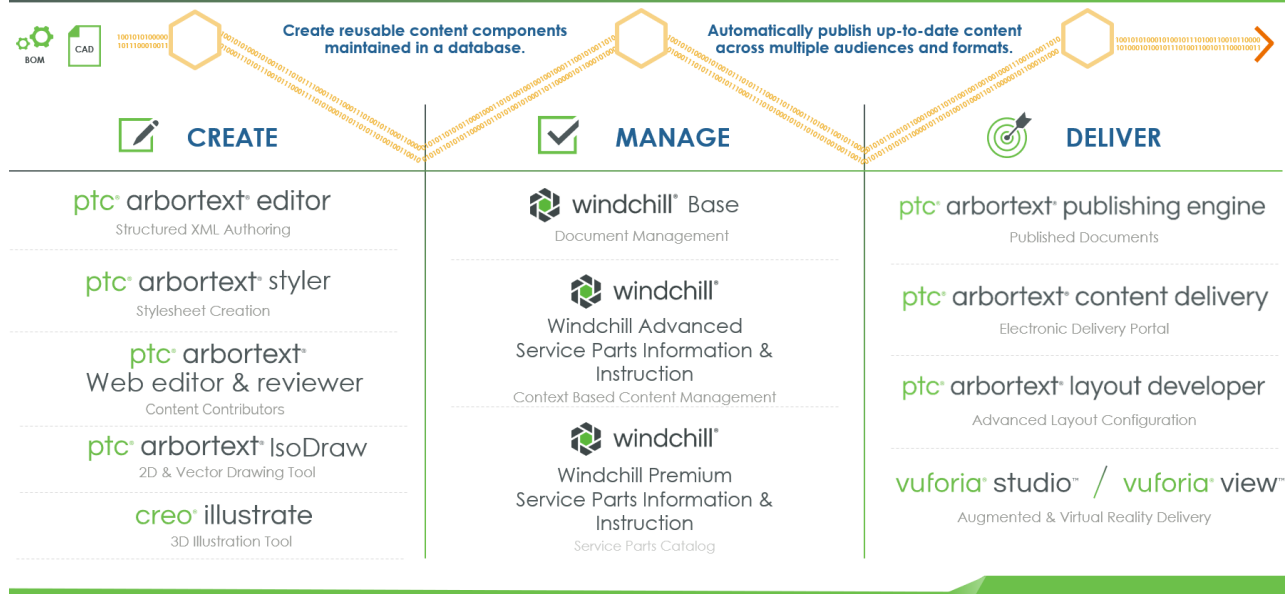 BOM
CAD
Create reusable content components
maintained in a database.
Automatically publish up-to-date content
across multiple audiences and formats.
CREATE
ptc® arbortext® editor
Structured XML Authoring
ptc® arbortext® styler
Stylesheet Creation
ptc® arbortext®
Web editor & reviewer
Content Contributors
ptc® arbortext® IsoDraw
2D & Vector Drawing Tool
creo® illustrate
3D Illustration Tool
MANAGE
windchill® Base
Document Management
windchill®
Windchill Advanced
Service Parts Information &
Instruction
Context Based Content Management
windchill®
Windchill Premium
Service Parts Information &
Instruction
Service Parts Catalog
DELIVER
ptc® arbortext® publishing engine
Published Documents
ptc® arbortext® content delivery
Electronic Delivery Portal
ptc® arbortext® layout developer
Advanced Layout Configuration
vuforia® studio™ / vuforia® view™
Augmented & Virtual Reality Delivery